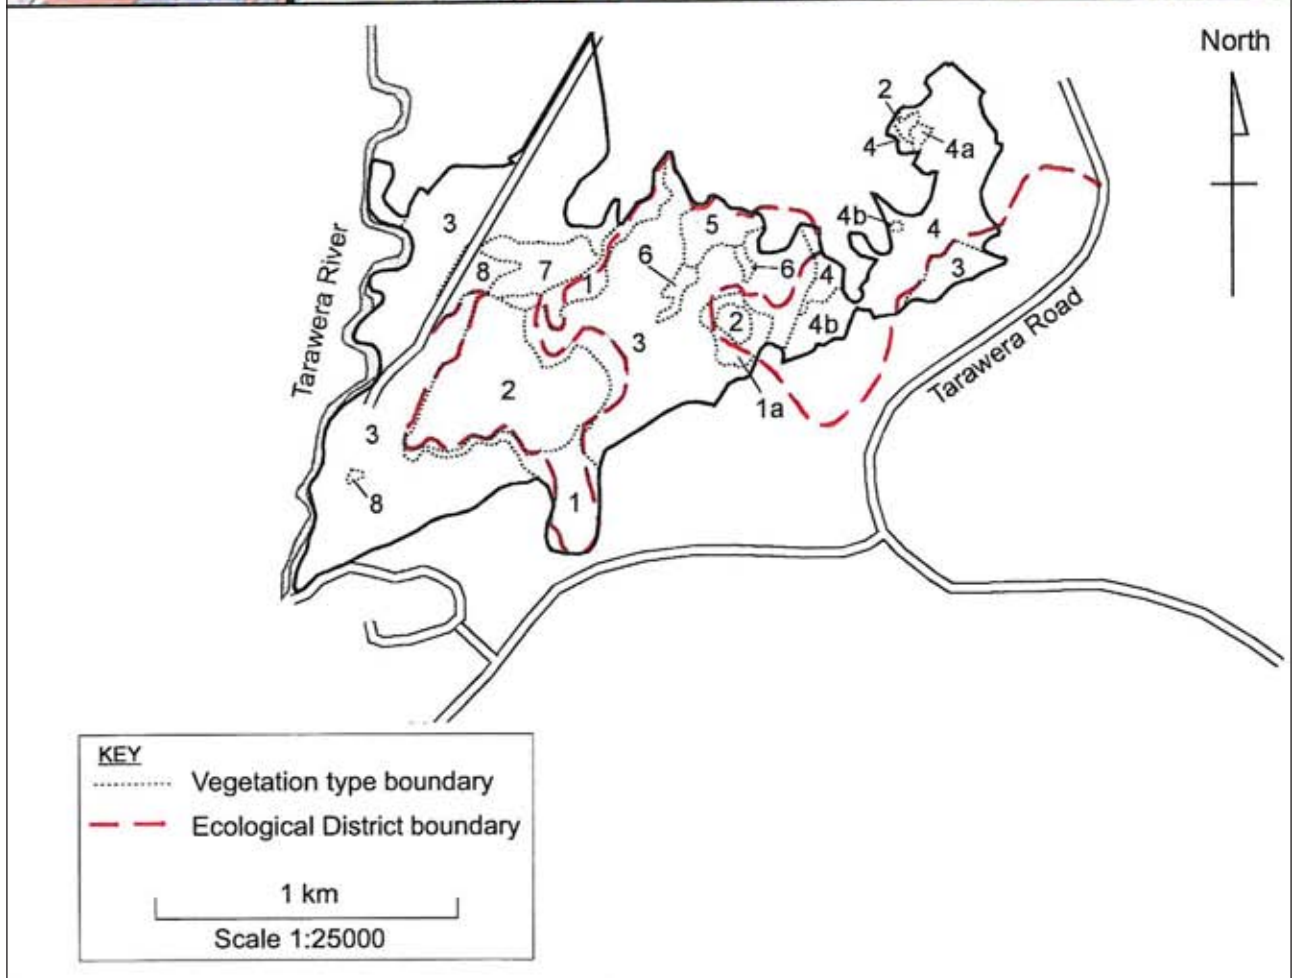 North
2
4
4a
3
4b
4
5
6
6
8
7
1
4
3
2
4b
3
Tarawera River
2
1a
Tarawera Road
3
8
1
KEY
Vegetation type boundary
Ecological District boundary
1 km
Scale 1:25000